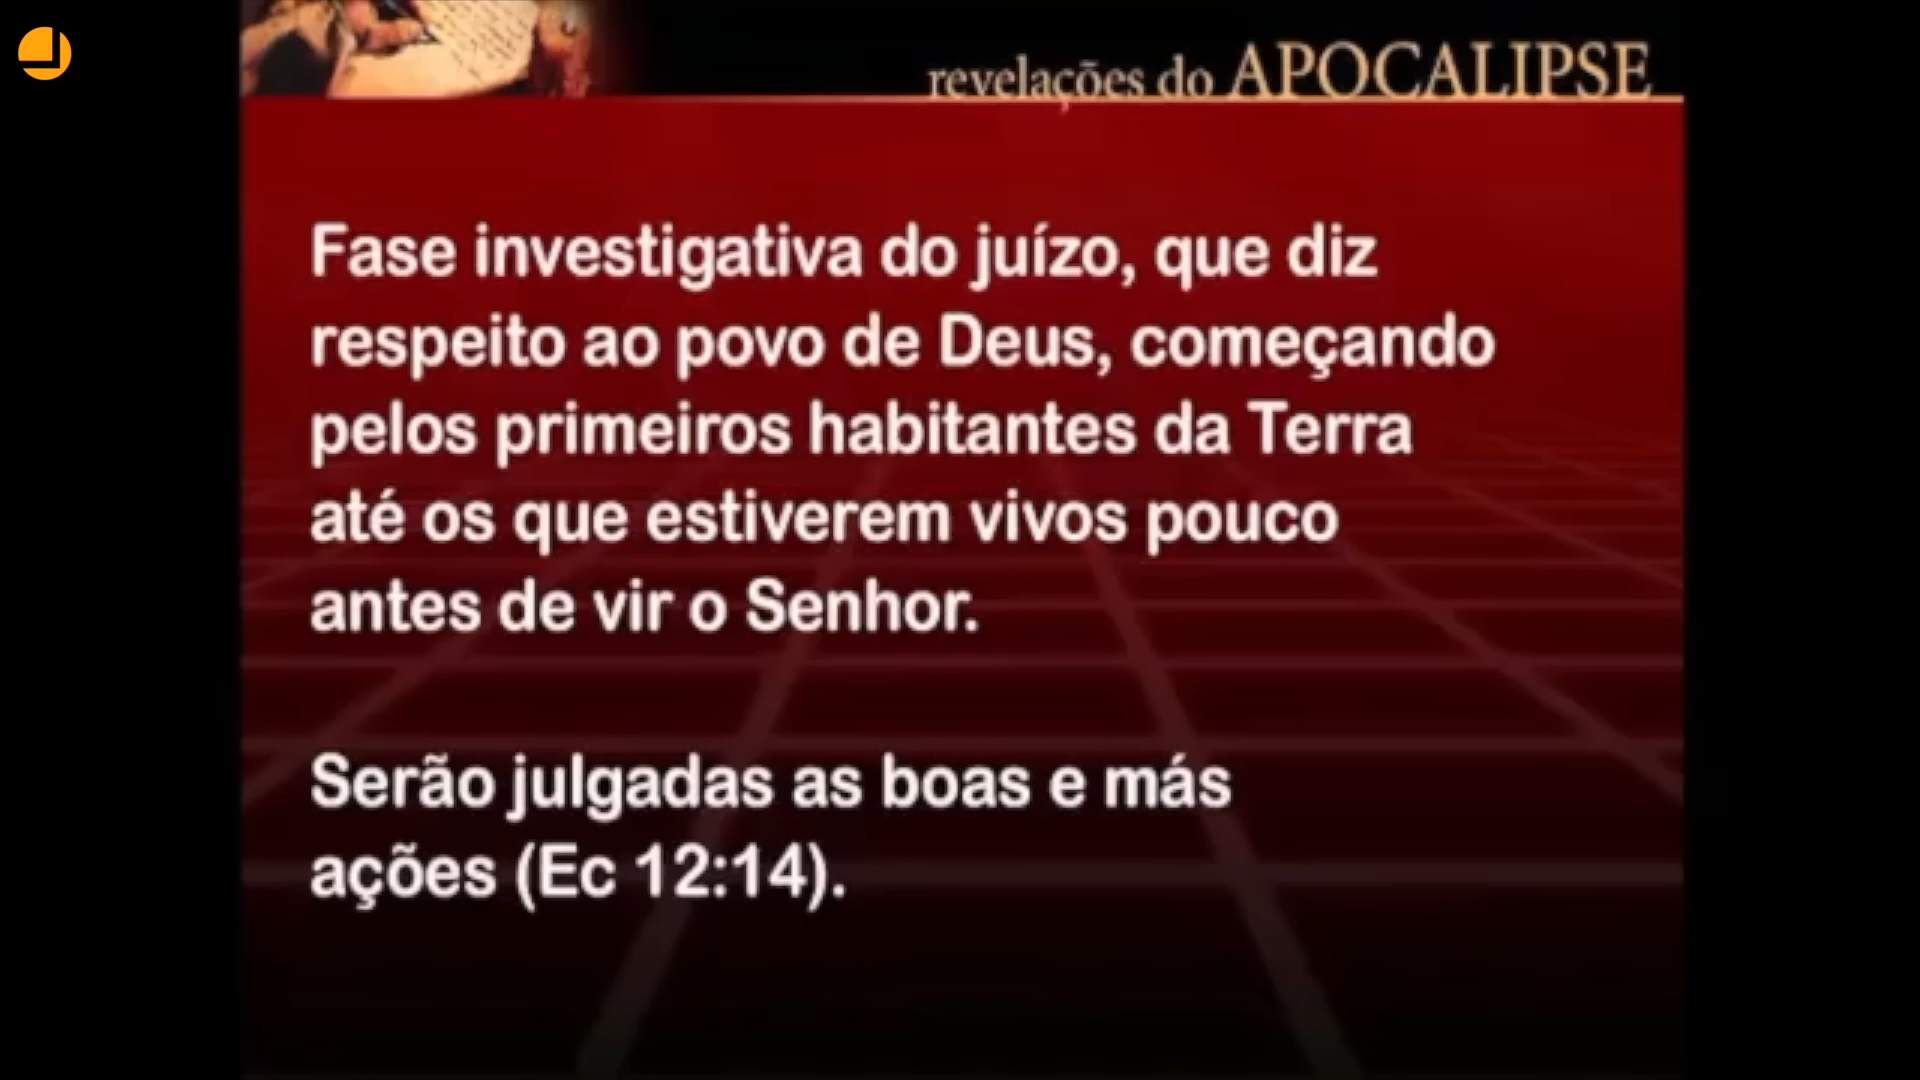 revelações do APOCALIPSE
Fase investigativa do juízo, que diz
respeito ao povo de Deus, começando
pelos primeiros habitantes da Terra
até os que estiverem vivos pouco
antes de vir o Senhor.
Serão julgadas as boas e más
ações (Ec 12:14).